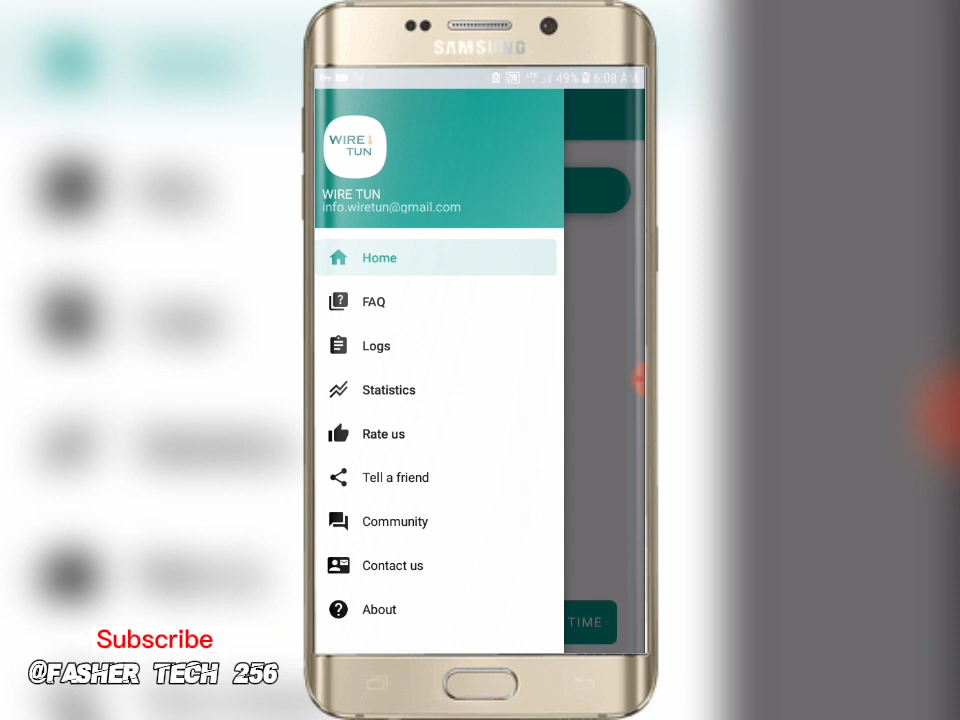 SAMSUNG
49% 6:08 AM
WIRE
TUN
WIRE TUN
info.wiretun@gmail.com
Home
FAQ
Logs
Statistics
Rate us
Tell a friend
Community
Contact us
About
TIME
Subscribe
@FASHER TECH 256